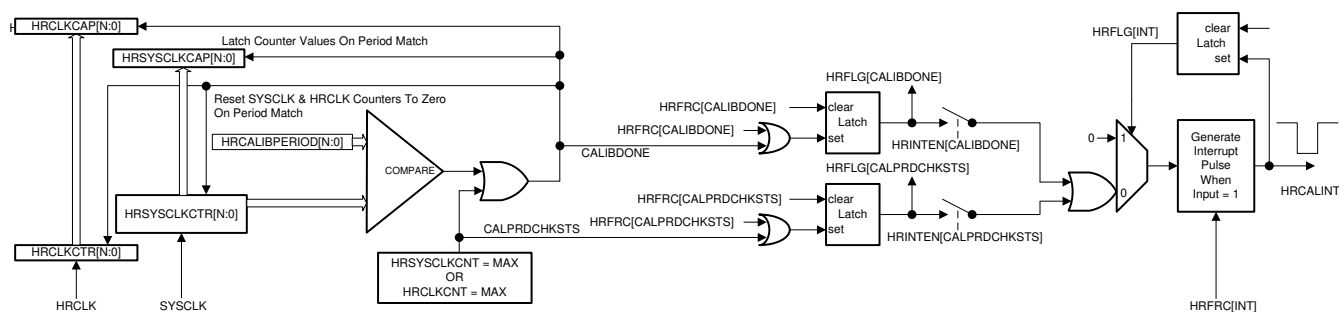 HRCLKCAP[N:0]
Latch Counter Values On Period Match
HRSYSCLKCAP[N:0]
Reset SYSCLK & HRCLK Counters To Zero
On Period Match
HRCALIBPERIOD[N:0]
COMPARE
HRSYSCLKCTR[N:0]
HRCLKCTR[N:0]
HRCLK
SYSCLK
CALIBDONE
CALPRDCHKSTS
HRSYSCLKCNT = MAX
OR
HRCLKCNT = MAX
HRFLG[CALIBDONE]
HRFRC[CALIBDONE]
HRFRC[CALIBDONE]
clear
Latch
set
HRINTEN[CALIBDONE]
HRFLG[CALPRDCHKSTS]
HRFRC[CALPRDCHKSTS]
HRFRC[CALPRDCHKSTS]
clear
Latch
set
HRINTEN[CALPRDCHKSTS]
HRFLG[INT]
clear
Latch
set
0
1
0
Generate
Interrupt
Pulse
When
Input = 1
HRCALINT
HRFRC[INT]